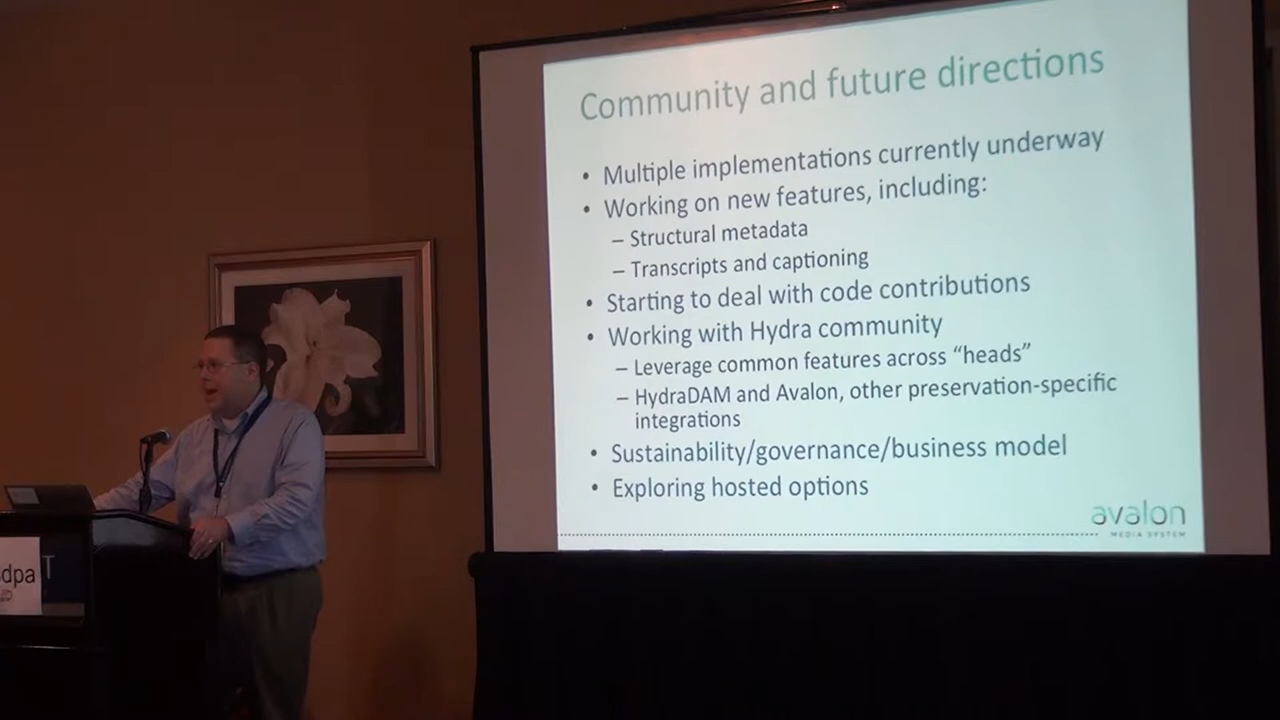 Community and future directions
• Multiple implementations currently underway
• Working on new features, including:
– Structural metadata
– Transcripts and captioning
• Starting to deal with code contributions
• Working with Hydra community
– Leverage common features across “heads”
– HydraDAM and Avalon, other preservation-specific
integrations
• Sustainability/governance/business model
• Exploring hosted options
avalon
MEDIA SYSTEM
dpa
T